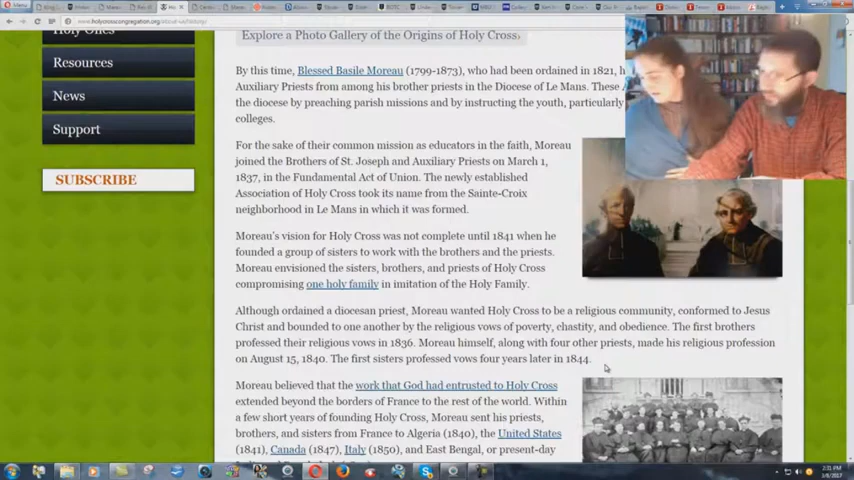 Menu
www.holycrosscongregation.org/about-us/history/
Holy Ones
Resources
News
Support
SUBSCRIBE
Explore a Photo Gallery of the Origins of Holy Cross.
By this time, Blessed Basile Moreau (1799-1873), who had been ordained in 1821, h
Auxiliary Priests from among his brother priests in the Diocese of Le Mans. These A
the diocese by preaching parish missions and by instructing the youth, particularly
colleges.
For the sake of their common mission as educators in the faith, Moreau
joined the Brothers of St. Joseph and Auxiliary Priests on March 1,
1837, in the Fundamental Act of Union. The newly established
Association of Holy Cross took its name from the Sainte-Croix
neighborhood in Le Mans in which it was formed.
Moreau's vision for Holy Cross was not complete until 1841 when he
founded a group of sisters to work with the brothers and the priests.
Moreau envisioned the sisters, brothers, and priests of Holy Cross
compromising one holy family in imitation of the Holy Family.
Although ordained a diocesan priest, Moreau wanted Holy Cross to be a religious community, conformed to Jesus
Christ and bounded to one another by the religious vows of poverty, chastity, and obedience. The first brothers
professed their religious vows in 1836. Moreau himself, along with four other priests, made his religious profession
on August 15, 1840. The first sisters professed vows four years later in 1844.
Moreau believed that the work that God had entrusted to Holy Cross
extended beyond the borders of France to the rest of the world. Within
a few short years of founding Holy Cross, Moreau sent his priests,
brothers, and sisters from France to Algeria (1840), the United States
(1841), Canada (1847), Italy (1850), and East Bengal, or present-day
2:31 PM